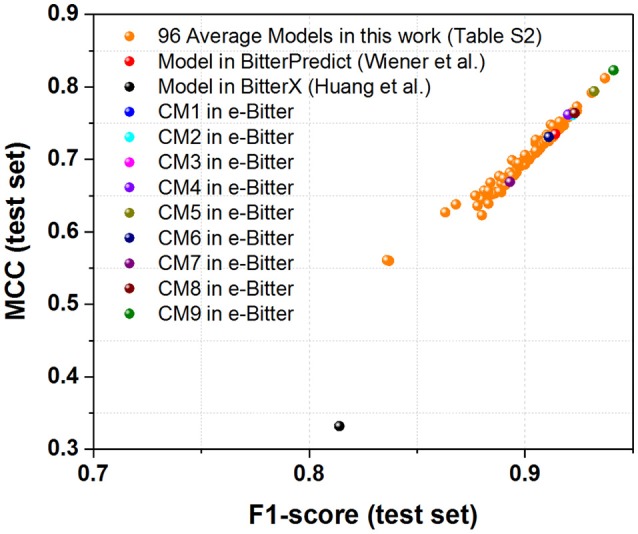 0.9
0.8
0.7
0.6
0.5
0.4
0.3
MCC (test set)
96 Average Models in this work (Table S2)
Model in BitterPredict (Wiener et al.)
Model in BitterX (Huang et al.)
CM1 in e-Bitter
CM2 in e-Bitter
CM3 in e-Bitter
CM4 in e-Bitter
CM5 in e-Bitter
CM6 in e-Bitter
CM7 in e-Bitter
CM8 in e-Bitter
CM9 in e-Bitter
0.7 0.8 0.9
F1-score (test set)